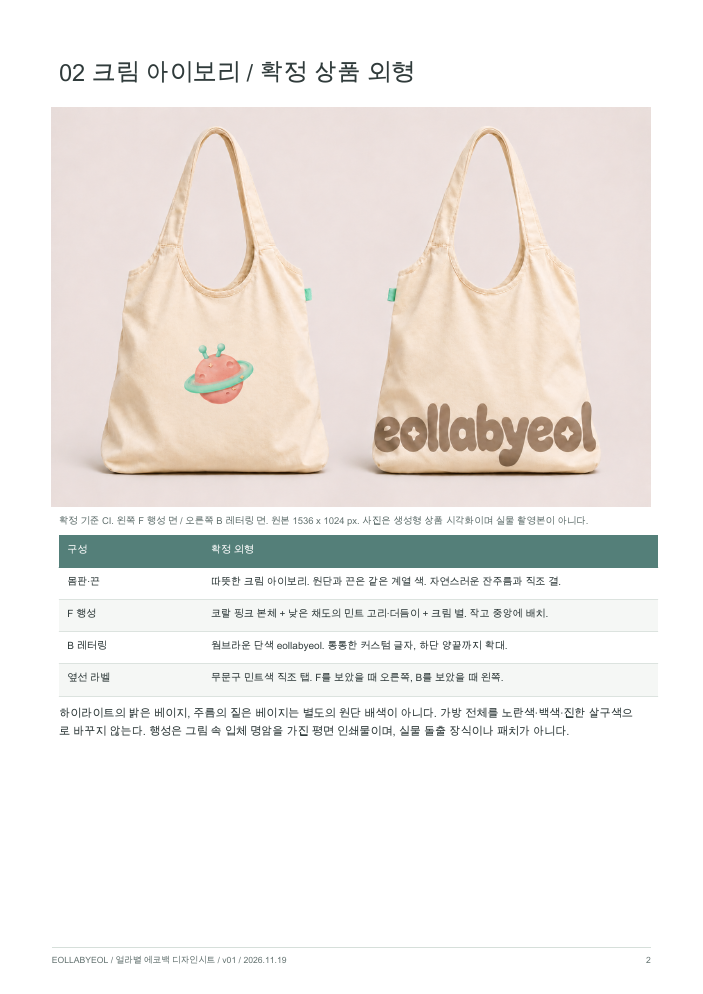 02 크림 아이보리 / 확정 상품 외형
eollabyeol
확정 기준 CI. 왼쪽 F 행성 면 / 오른쪽 B 레터링 면. 원본 1536 x 1024 px. 사진은 생성형 상품 시각화이며 실물 촬영본이 아니다.
구성 확정 외형
몸판·끈 따뜻한 크림 아이보리. 원단과 끈은 같은 계열 색. 자연스러운 잔주름과 직조 결.
F 행성 코랄 핑크 본체 + 낮은 채도의 민트 고리·더듬이 + 크림 별. 작고 중앙에 배치.
B 레터링 웜브라운 단색 eollabyeol. 통통한 커스텀 글자, 하단 양끝까지 확대.
옆선 라벨 무문구 민트색 직조 탭. F를 보았을 때 오른쪽, B를 보았을 때 왼쪽.
하이라이트의 밝은 베이지, 주름의 짙은 베이지는 별도의 원단 배색이 아니다. 가방 전체를 노란색·백색·진한 살구색으
로 바꾸지 않는다. 행성은 그림 속 입체 명암을 가진 평면 인쇄물이며, 실물 돌출 장식이나 패치가 아니다.
EOLLABYEOL / 얼라별 에코백 디자인시트 / v01 / 2026.11.19 2